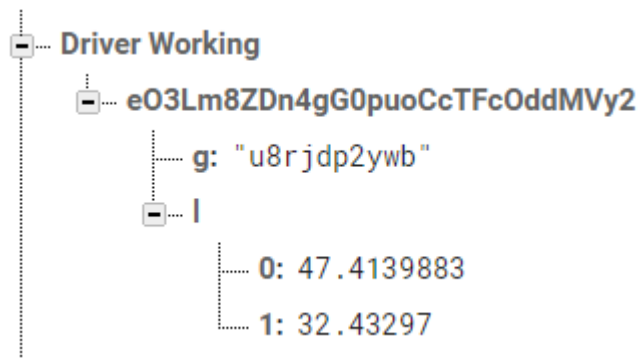 Driver Working
eO3Lm8ZDn4gG0puoCcTFcOddMVy2
g: "u8rjdp2ywb"
l
0: 47.4139883
1: 32.43297